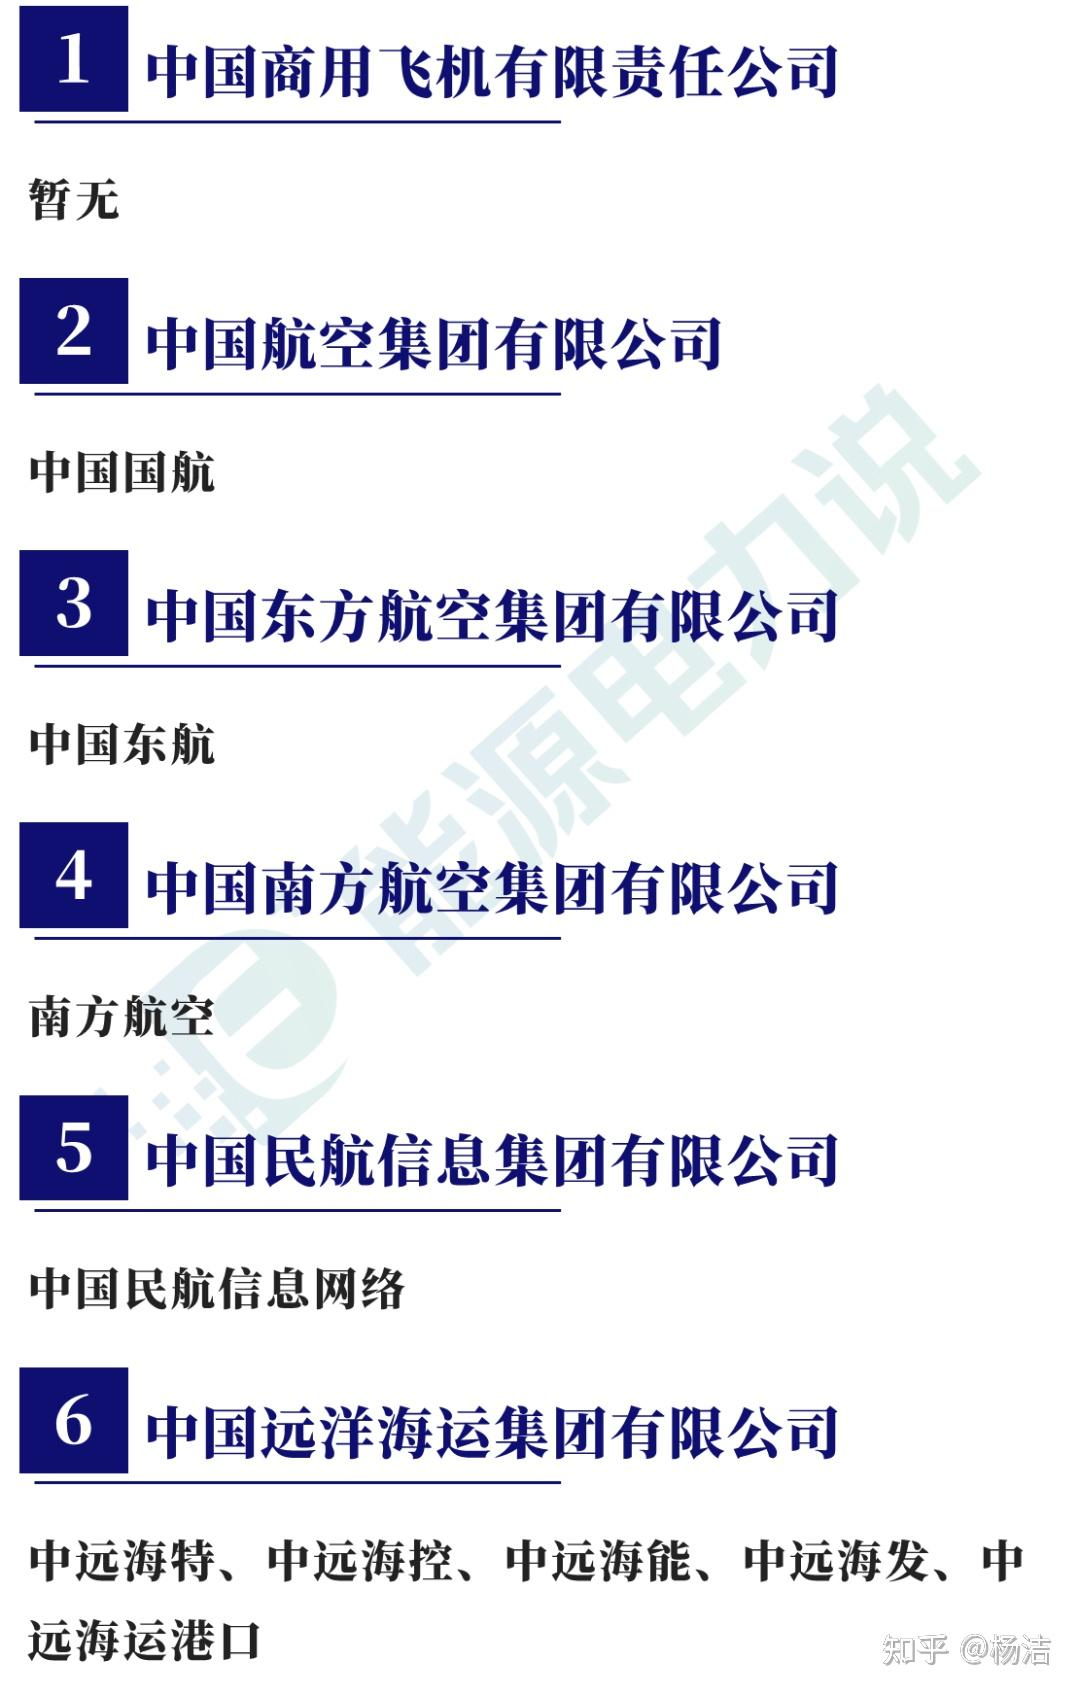 1
中国商用飞机有限责任公司
暂无
2
中国航空集团有限公司
中国国航
3
中国东方航空集团有限公司
中国东航
4
中国南方航空集团有限公司
南方航空
5
中国民航信息集团有限公司
中国民航信息网络
6
中国远洋海运集团有限公司
中远海特、中远海控、中远海能、中远海发、中
远海运港口
能源电力说
知乎 @杨洁